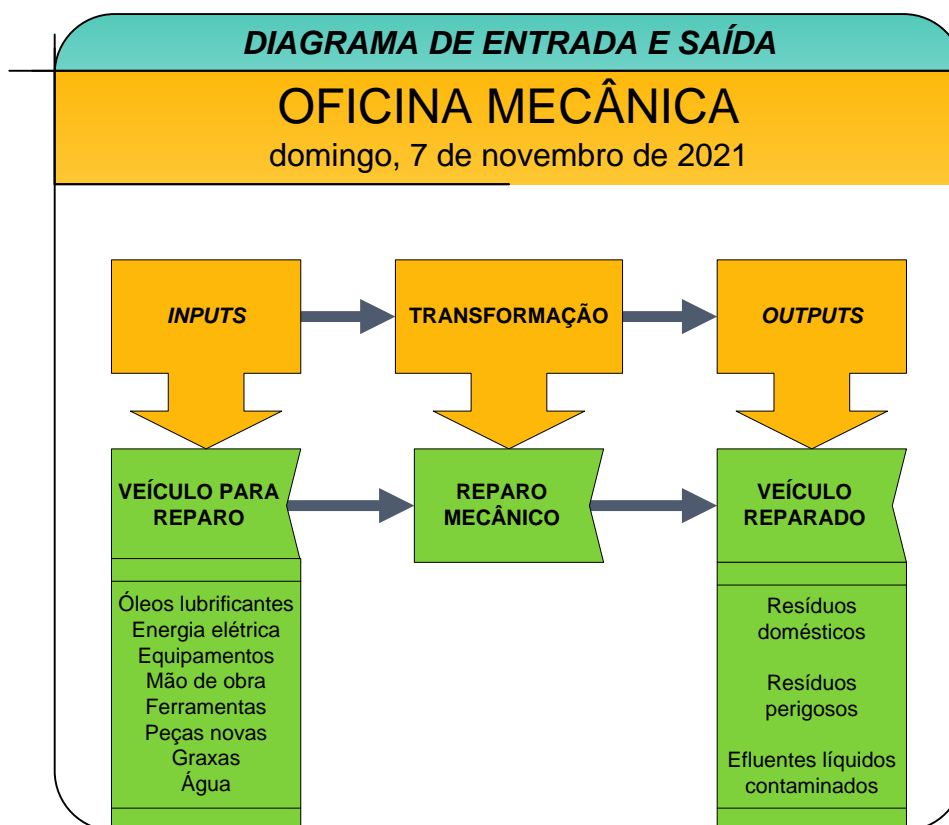 DIAGRAMA DE ENTRADA E SAÍDA
OFICINA MECÂNICA
domingo, 7 de novembro de 2021
INPUTS
TRANSFORMAÇÃO
OUTPUTS
VEÍCULO PARA
REPARO
REPARO
MECÂNICO
VEÍCULO
REPARADO
Óleos lubrificantes
Energia elétrica
Equipamentos
Mão de obra
Ferramentas
Peças novas
Graxas
Água
Resíduos
domésticos
Resíduos
perigosos
Efluentes líquidos
contaminados